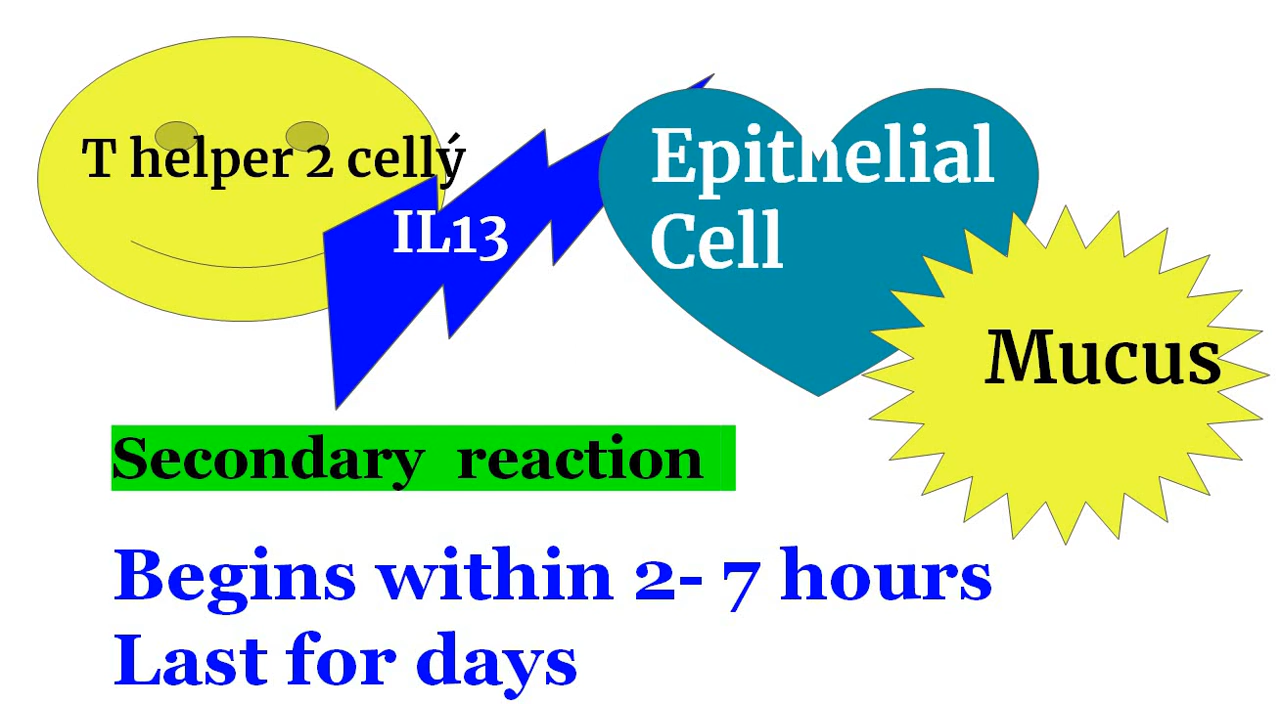 T helper 2 cellý
IL13
Epithelial
Cell
Mucus
Secondary reaction
Begins within 2- 7 hours
Last for days